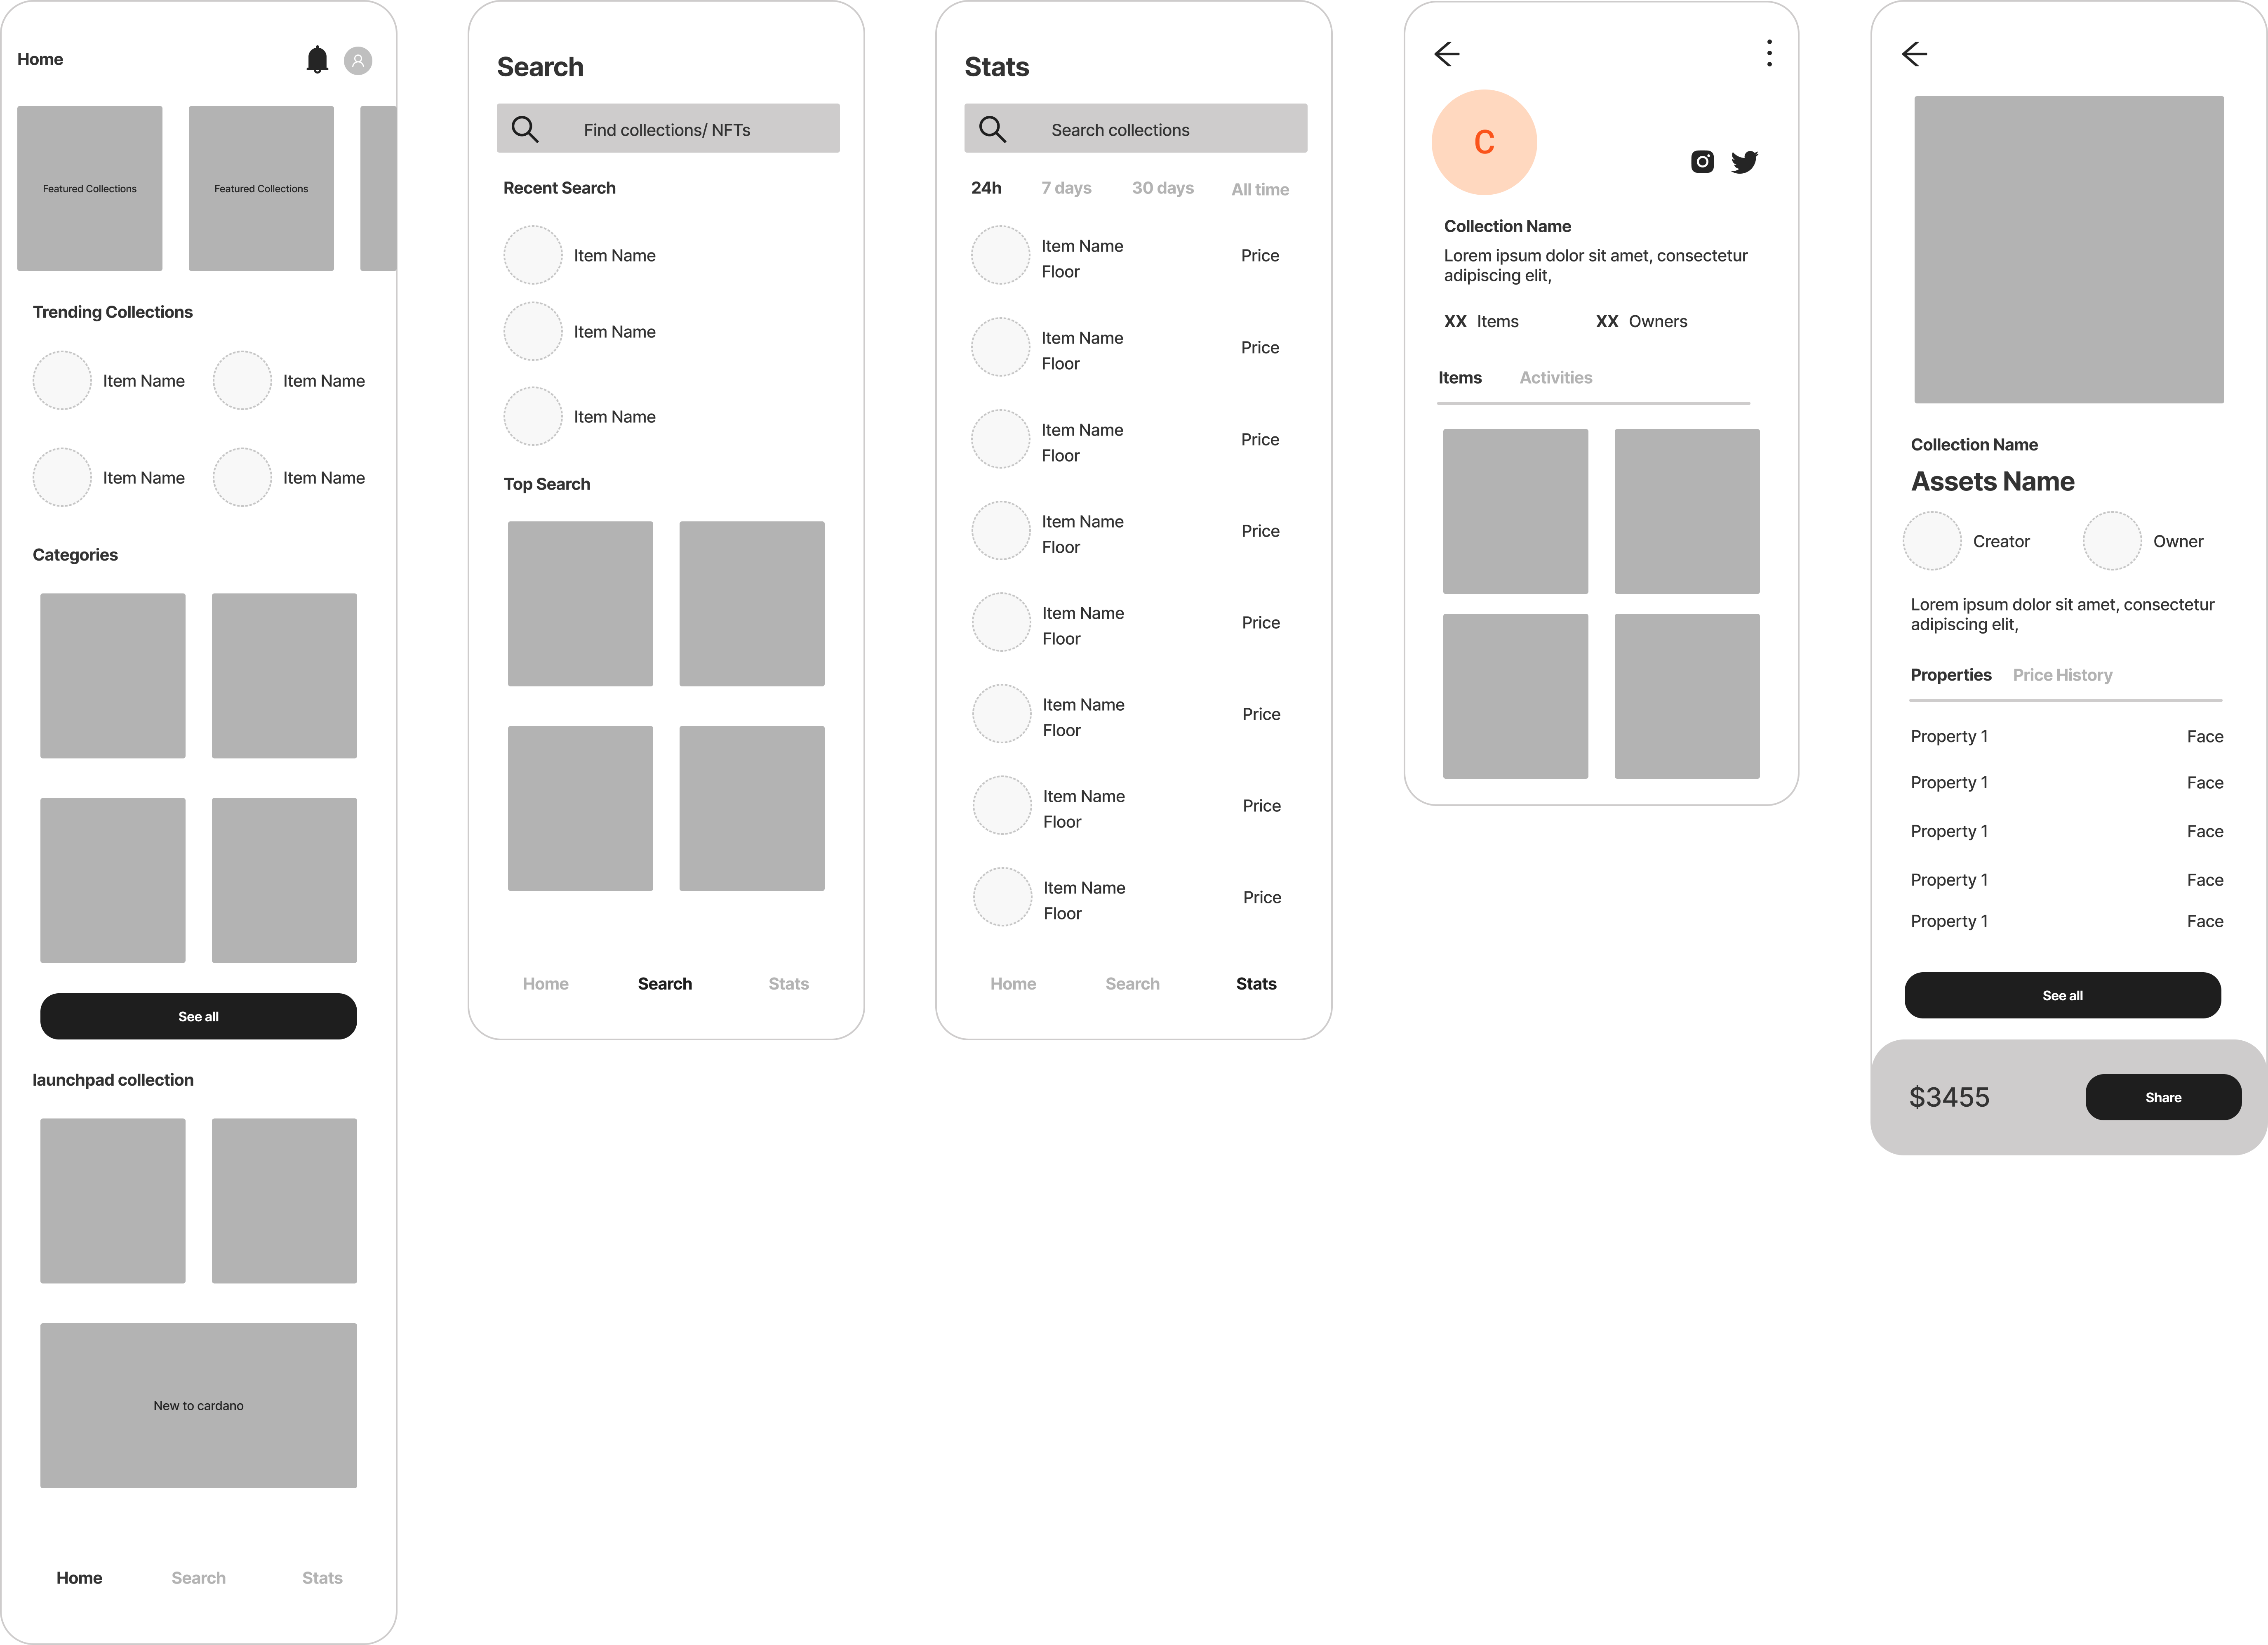 Home
Featured Collections
Featured Collections
Trending Collections
Item Name
Item Name
Item Name
Item Name
Categories
See all
launchpad collection
New to cardano
Home
Search
Stats
Search
Find collections/ NFTs
Recent Search
Item Name
Item Name
Item Name
Top Search
Home
Search
Stats
Stats
Search collections
24h
7 days
30 days
All time
Item Name
Floor
Price
Item Name
Floor
Price
Item Name
Floor
Price
Item Name
Floor
Price
Item Name
Floor
Price
Item Name
Floor
Price
Item Name
Floor
Price
Item Name
Floor
Price
Home
Search
Stats
C
Collection Name
Lorem ipsum dolor sit amet, consectetur
adipiscing elit,
XX Items
XX Owners
Items
Activities
Collection Name
Assets Name
Creator
Owner
Lorem ipsum dolor sit amet, consectetur
adipiscing elit,
Properties
Price History
Property 1
Face
Property 1
Face
Property 1
Face
Property 1
Face
Property 1
Face
See all
$3455
Share